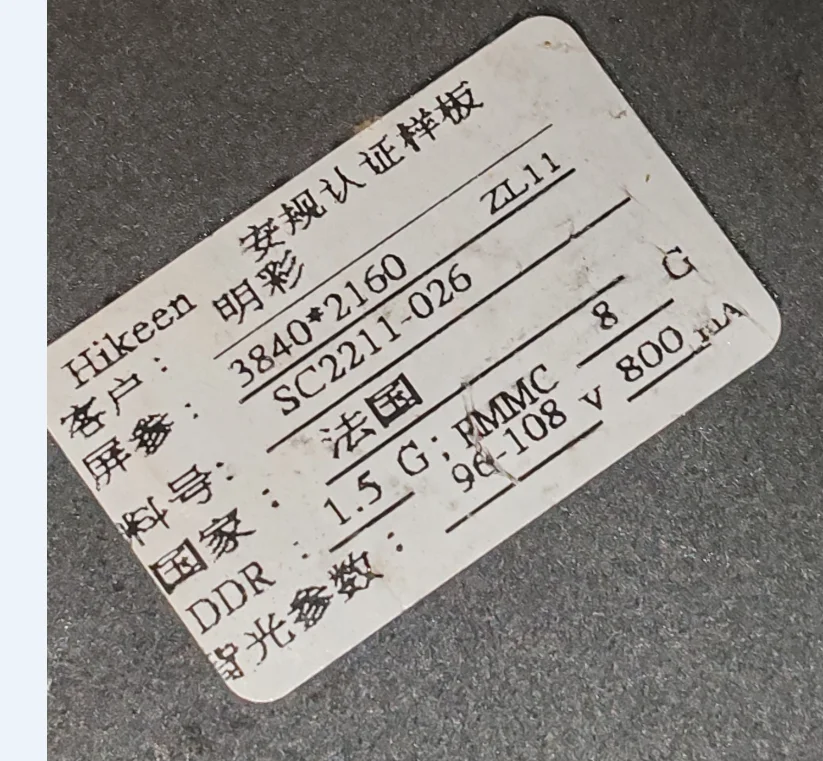 Hikeen 安规认证样板
客户： 明彩 ZL11
屏参： 3840*2160
料号： SC2211-026
国家： 法国
DDR： 1.5 G；EMMC 8 G
背光参数： 96-108 v 800 mA